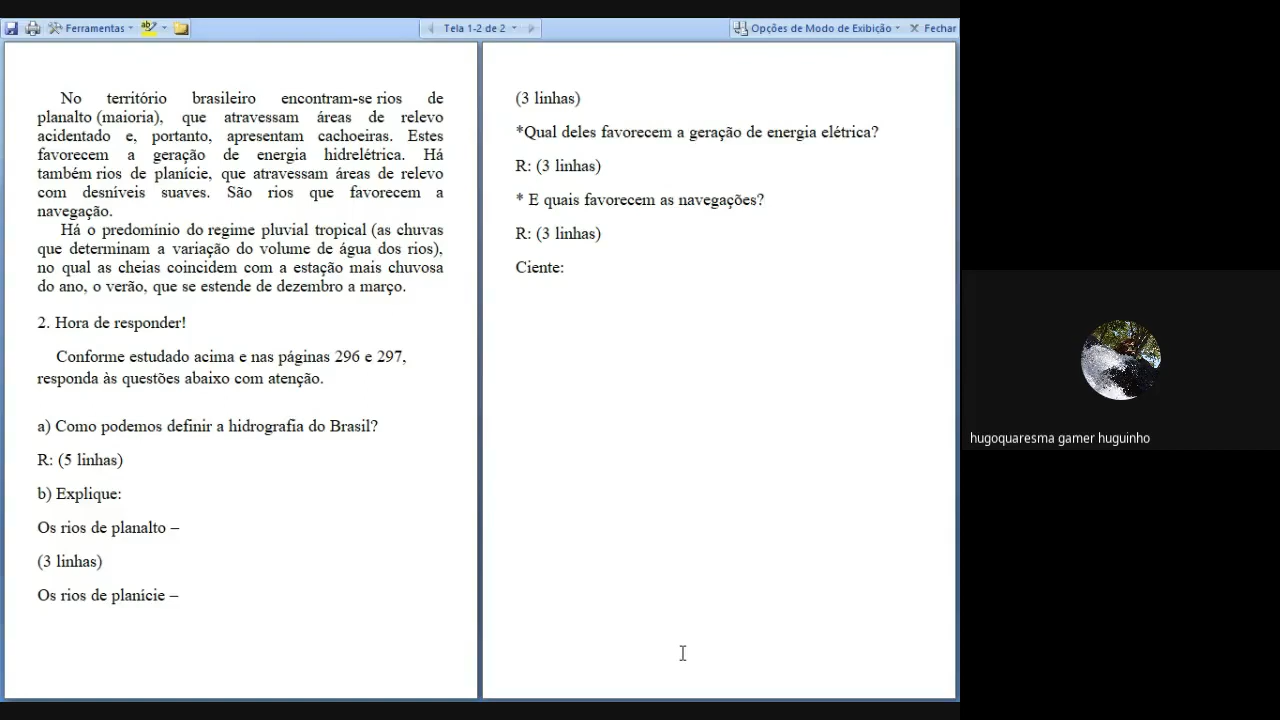 Ferramentas
Tela 1-2 de 2
Opções de Modo de Exibição
Fechar
No território brasileiro encontram-se rios de
planalto (maioria), que atravessam áreas de relevo
acidentado e, portanto, apresentam cachoeiras. Estes
favorecem a geração de energia hidrelétrica. Há
também rios de planície, que atravessam áreas de relevo
com desníveis suaves. São rios que favorecem a
navegação.
Há o predomínio do regime pluvial tropical (as chuvas
que determinam a variação do volume de água dos rios),
no qual as cheias coincidem com a estação mais chuvosa
do ano, o verão, que se estende de dezembro a março.
2. Hora de responder!
Conforme estudado acima e nas páginas 296 e 297,
responda às questões abaixo com atenção.
a) Como podemos definir a hidrografia do Brasil?
R: (5 linhas)
b) Explique:
Os rios de planalto –
(3 linhas)
Os rios de planície –
(3 linhas)
*Qual deles favorecem a geração de energia elétrica?
R: (3 linhas)
* E quais favorecem as navegações?
R: (3 linhas)
Ciente:
hugoquaresma gamer huguinho